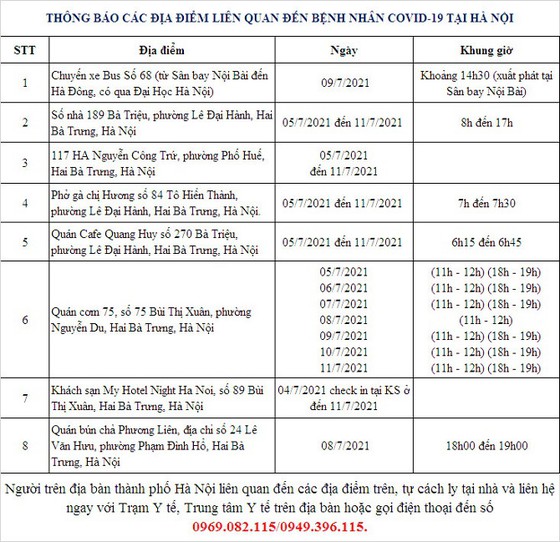 THÔNG BÁO CÁC ĐỊA ĐIỂM LIÊN QUAN ĐẾN BỆNH NHÂN COVID-19 TẠI HÀ NỘI
STT Địa điểm Ngày Khung giờ
1 Chuyến xe Bus Số 68 (từ Sân bay Nội Bài đến Hà Đông, có qua Đại Học Hà Nội) 09/7/2021 Khoảng 14h30 (xuất phát tại Sân bay Nội Bài)
2 Số nhà 189 Bà Triệu, phường Lê Đại Hành, Hai Bà Trưng, Hà Nội 05/7/2021 đến 11/7/2021 8h đến 17h
3 117 HA Nguyễn Công Trứ, phường Phố Huế, Hai Bà Trưng, Hà Nội 05/7/2021 đến 11/7/2021
4 Phở gà chị Hương số 84 Tô Hiến Thành, phường Lê Đại Hành, Hai Bà Trưng, Hà Nội. 05/7/2021 đến 11/7/2021 7h đến 7h30
5 Quán Cafe Quang Huy số 270 Bà Triệu, phường Lê Đại Hành, Hai Bà Trưng, Hà Nội 05/7/2021 đến 11/7/2021 6h15 đến 6h45
6 Quán cơm 75, số 75 Bùi Thị Xuân, phường Nguyễn Du, Hai Bà Trưng, Hà Nội
05/7/2021 (11h - 12h) (18h - 19h)
06/7/2021 (11h - 12h) (18h - 19h)
07/7/2021 (11h - 12h) (18h - 19h)
08/7/2021 (11h - 12h)
09/7/2021 (11h - 12h) (18h - 19h)
10/7/2021 (11h - 12h) (18h - 19h)
11/7/2021 (11h - 12h) (18h - 19h)
7 Khách sạn My Hotel Night Ha Noi, số 89 Bùi Thị Xuân, Hai Bà Trưng, Hà Nội 04/7/2021 check in tại KS ở đến 11/7/2021
8 Quán bún chả Phương Liên, địa chỉ số 24 Lê Văn Hưu, phường Phạm Đình Hổ, Hai Bà Trưng, Hà Nội 08/7/2021 18h00 đến 19h00
Người trên địa bàn thành phố Hà Nội liên quan đến các địa điểm trên, tự cách ly tại nhà và liên hệ
ngay với Trạm Y tế, Trung tâm Y tế trên địa bàn hoặc gọi điện thoại đến số
0969.082.115/0949.396.115.